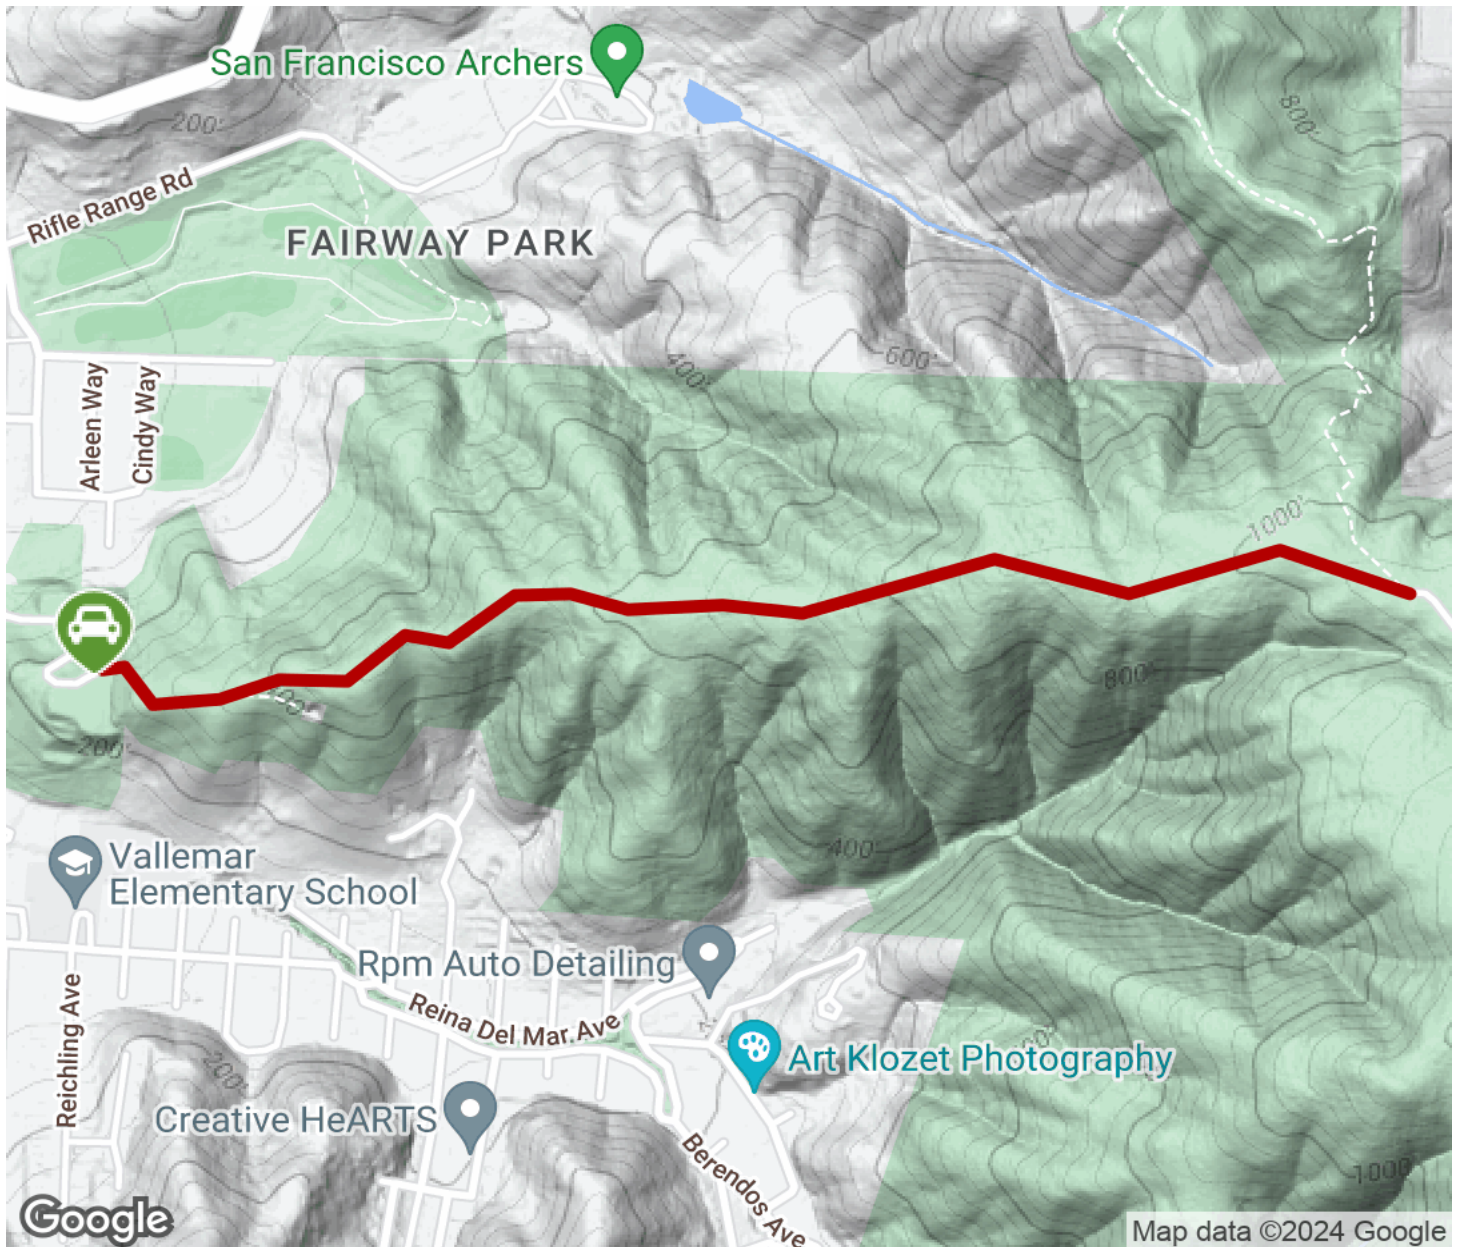 San Francisco Archers
200'
800'
Rifle Range Rd
FAIRWAY PARK
600'
400'
Arleen Way
Cindy Way
1000'
800'
200'
400
Vallemar
Elementary School
Rpm Auto Detailing
Reichling Ave
Reina Del Mar Ave
200'
Art Klozet Photography
Creative HeARTS
Berendos Ave
1000'
Google
Map data ©2024 Google